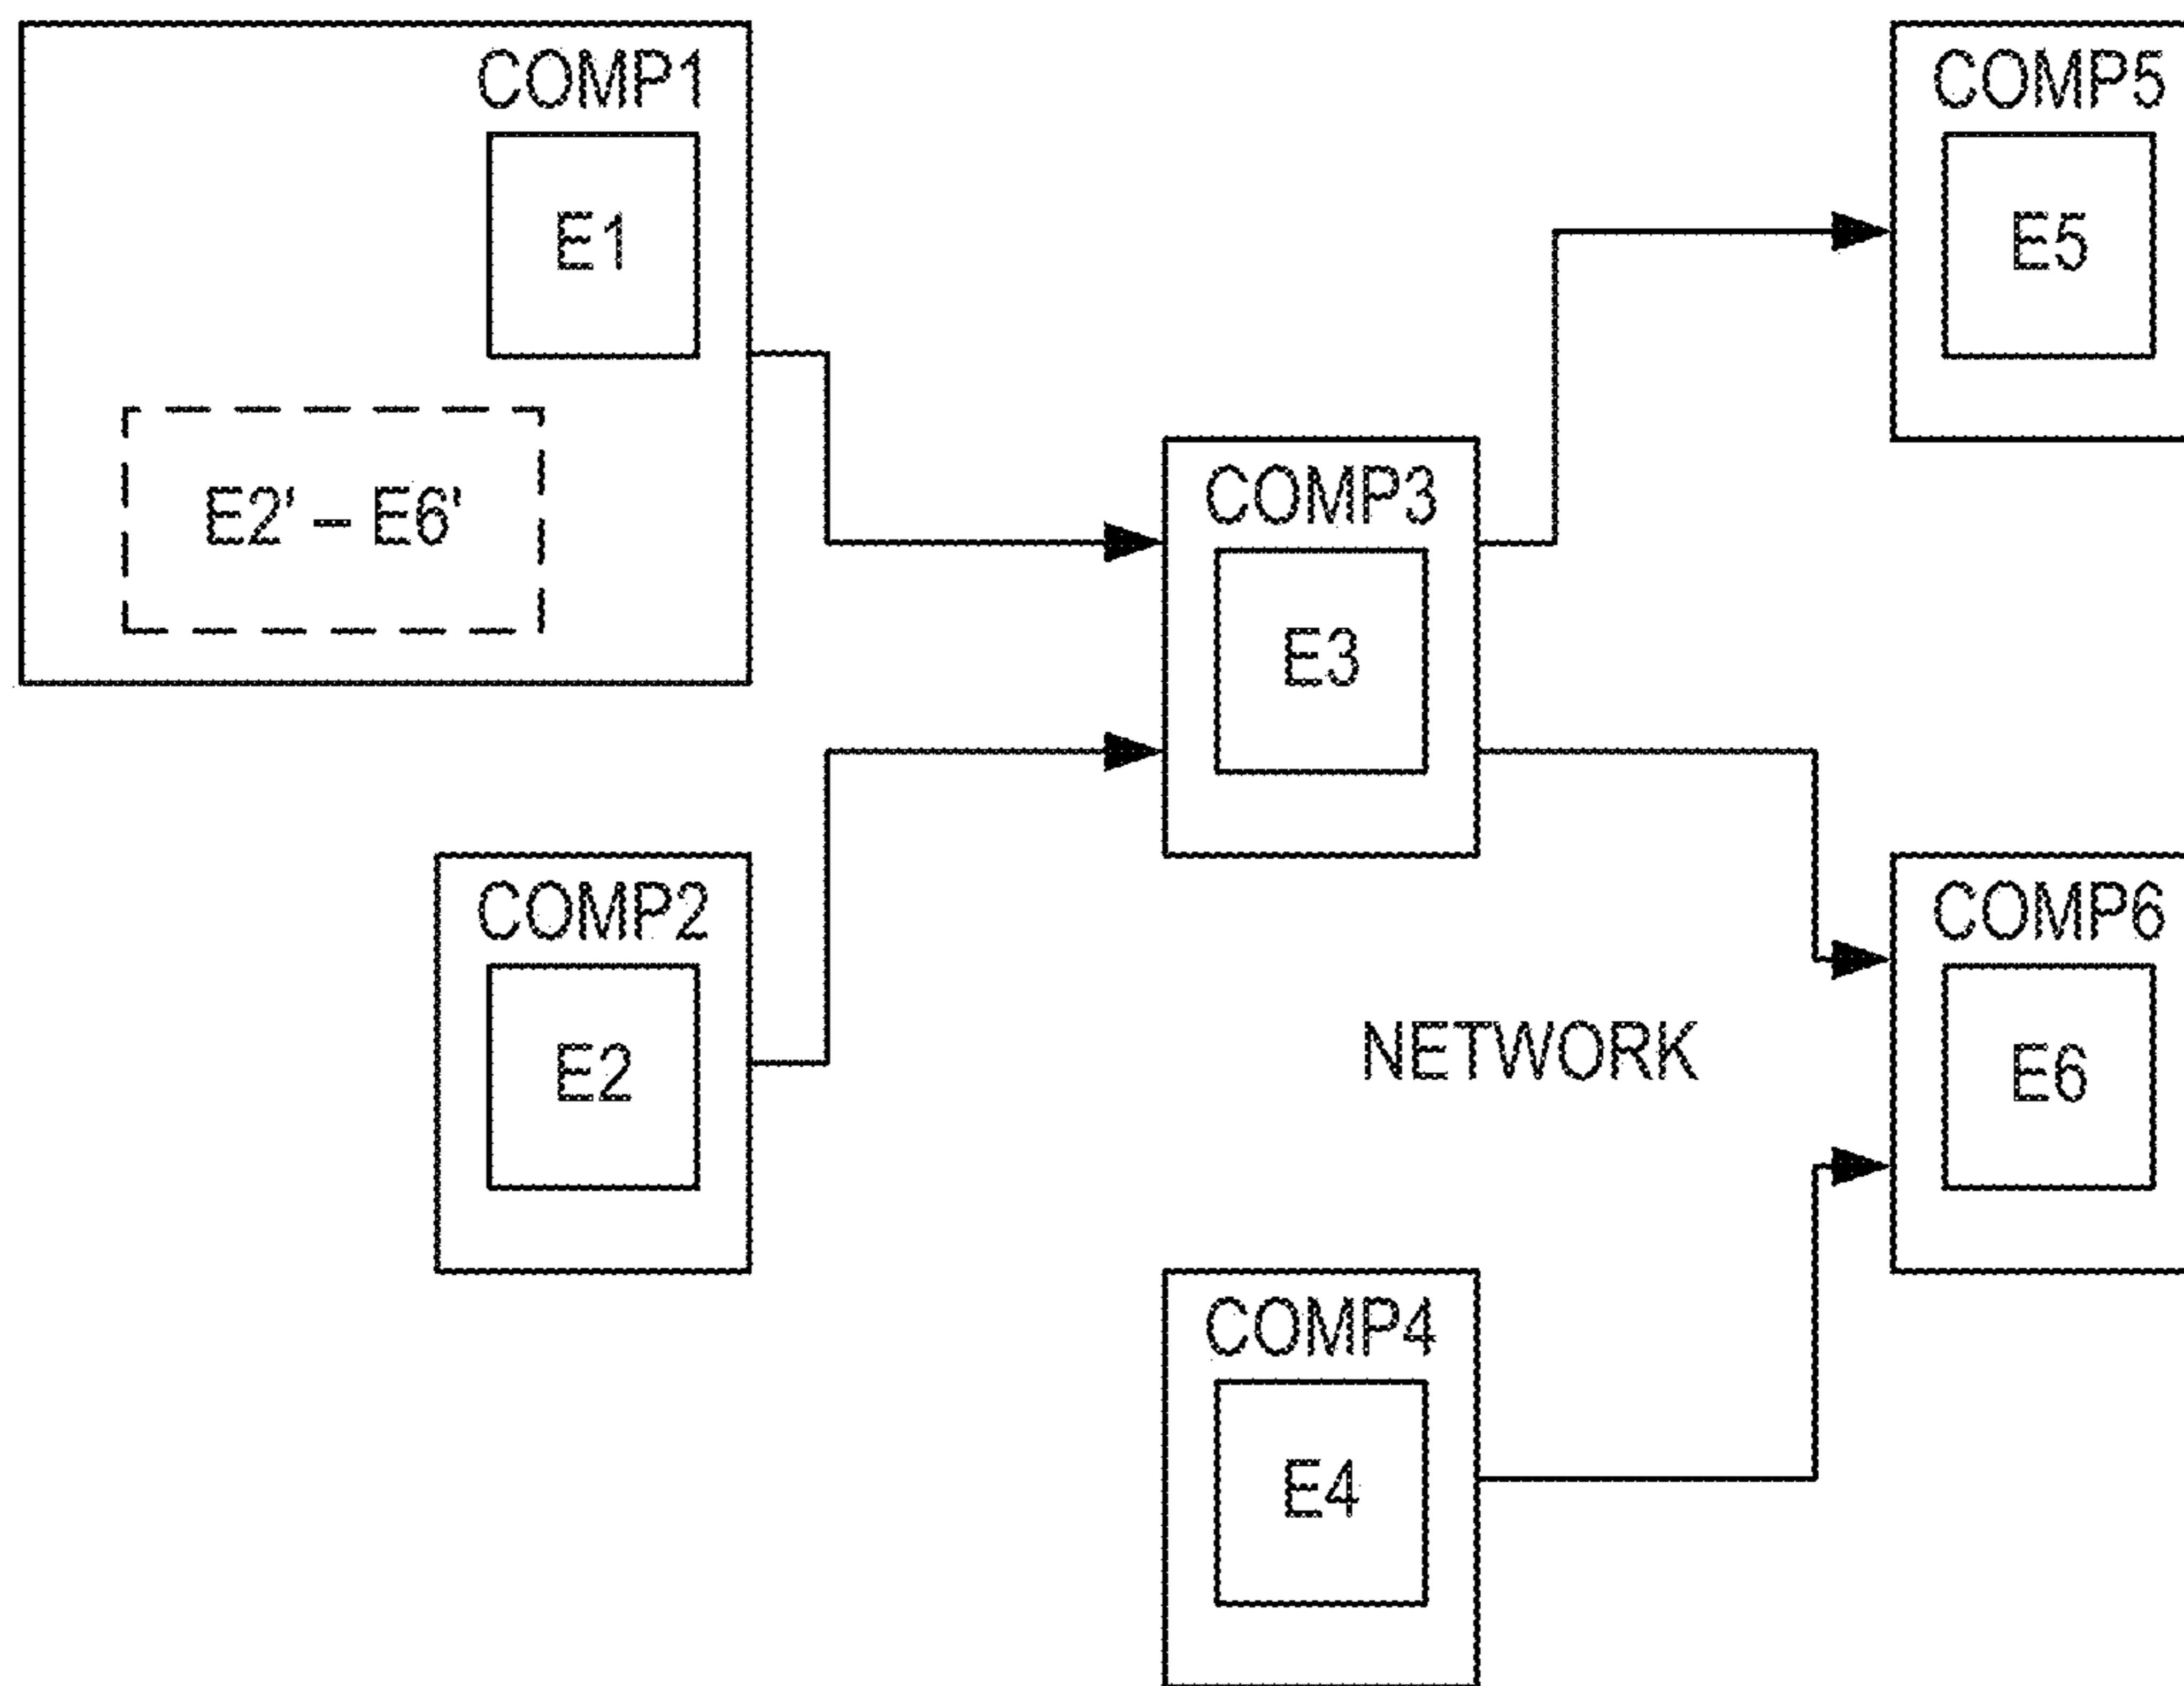 COMP1
E1
E2' – E6'
COMP2
E2
COMP3
E3
COMP4
E4
COMP5
E5
COMP6
E6
NETWORK